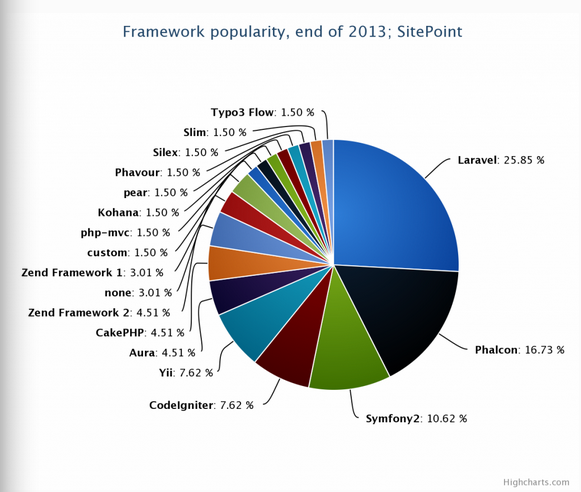 Framework popularity, end of 2013; SitePoint
Typo3 Flow: 1.50 %
Slim: 1.50 %
Silex: 1.50 %
Phavour: 1.50 %
pear: 1.50 %
Kohana: 1.50 %
php-mvc: 1.50 %
custom: 1.50 %
Zend Framework 1: 3.01 %
none: 3.01 %
Zend Framework 2: 4.51 %
CakePHP: 4.51 %
Aura: 4.51 %
Yii: 7.62 %
CodeIgniter: 7.62 %
Symfony2: 10.62 %
Phalcon: 16.73 %
Laravel: 25.85 %
Highcharts.com